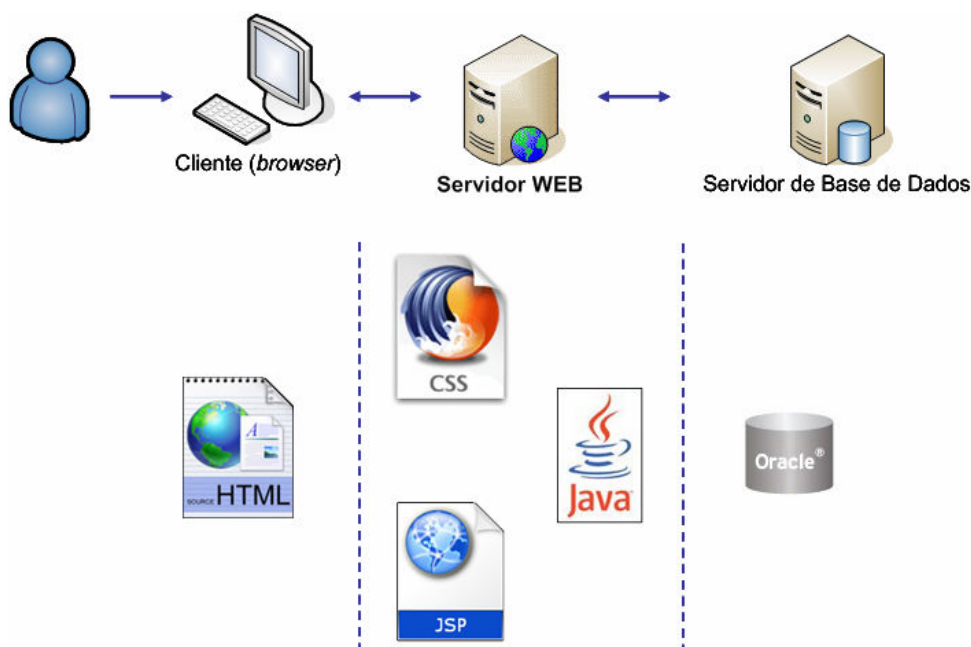 Cliente (browser)
Servidor WEB
Servidor de Base de Dados
CSS
SOURCE HTML
Java
Oracle®
JSP